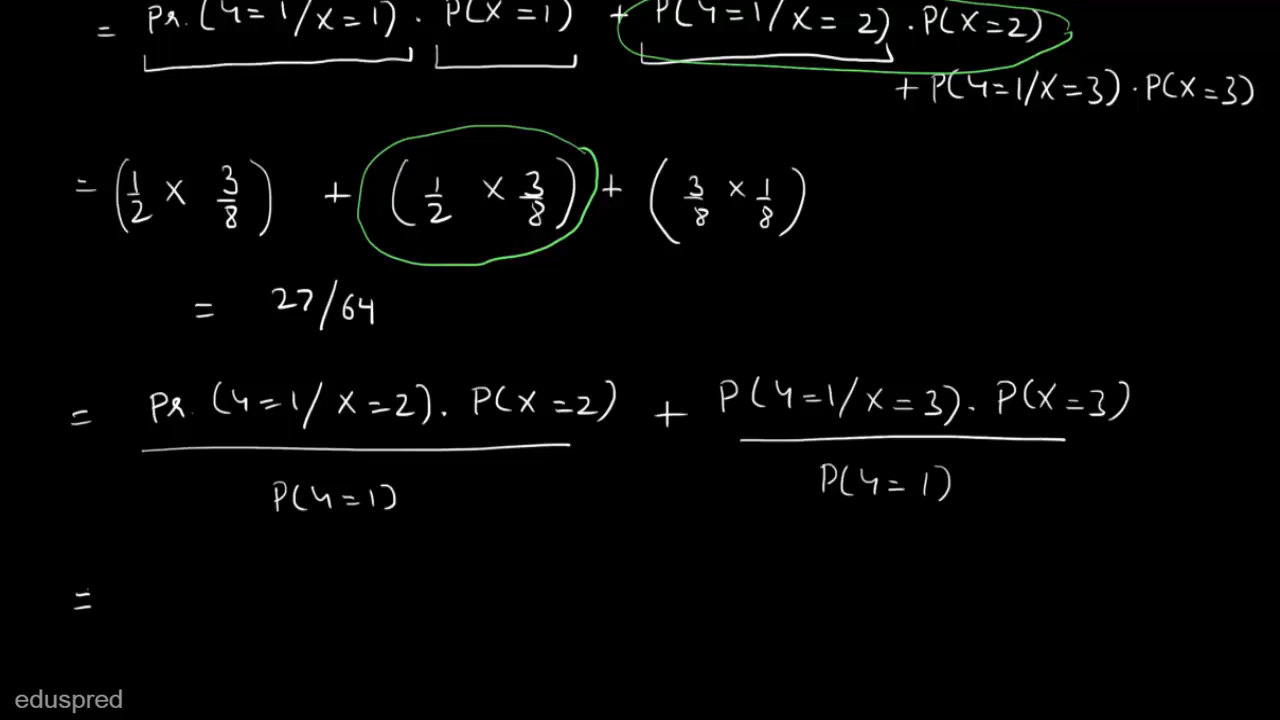 = Pr.(Y=1/X=1) . P(X=1) + P(Y=1/X=2) . P(X=2)
+ P(Y=1/X=3) . P(X=3)
= (1/2 × 3/8) + (1/2 × 3/8) + (3/8 × 1/8)
= 27/64
= Pr.(Y=1/X=2). P(X=2) + P(Y=1/X=3). P(X=3)
P(Y=1) P(Y=1)
=
eduspred